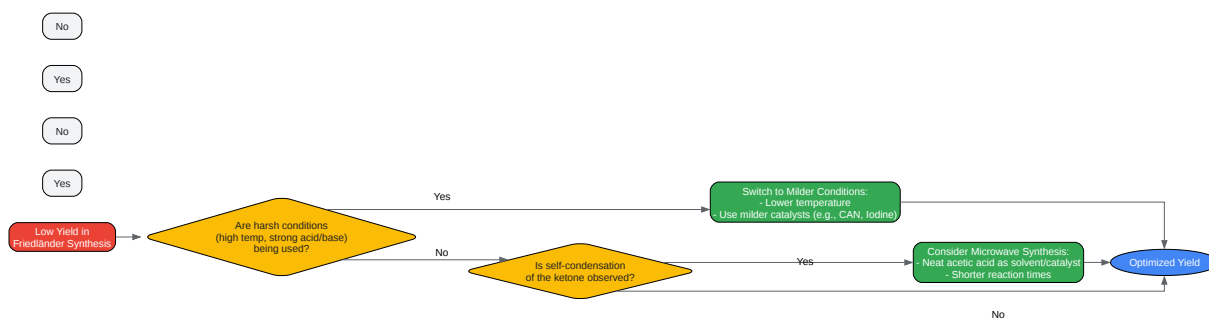 No
Yes
No
Yes
Low Yield in
Friedländer Synthesis
Are harsh conditions
(high temp, strong acid/base)
being used?
Yes
Switch to Milder Conditions:
- Lower temperature
- Use milder catalysts (e.g., CAN, Iodine)
No
Is self-condensation
of the ketone observed?
Yes
Consider Microwave Synthesis:
- Neat acetic acid as solvent/catalyst
- Shorter reaction times
Optimized Yield
No